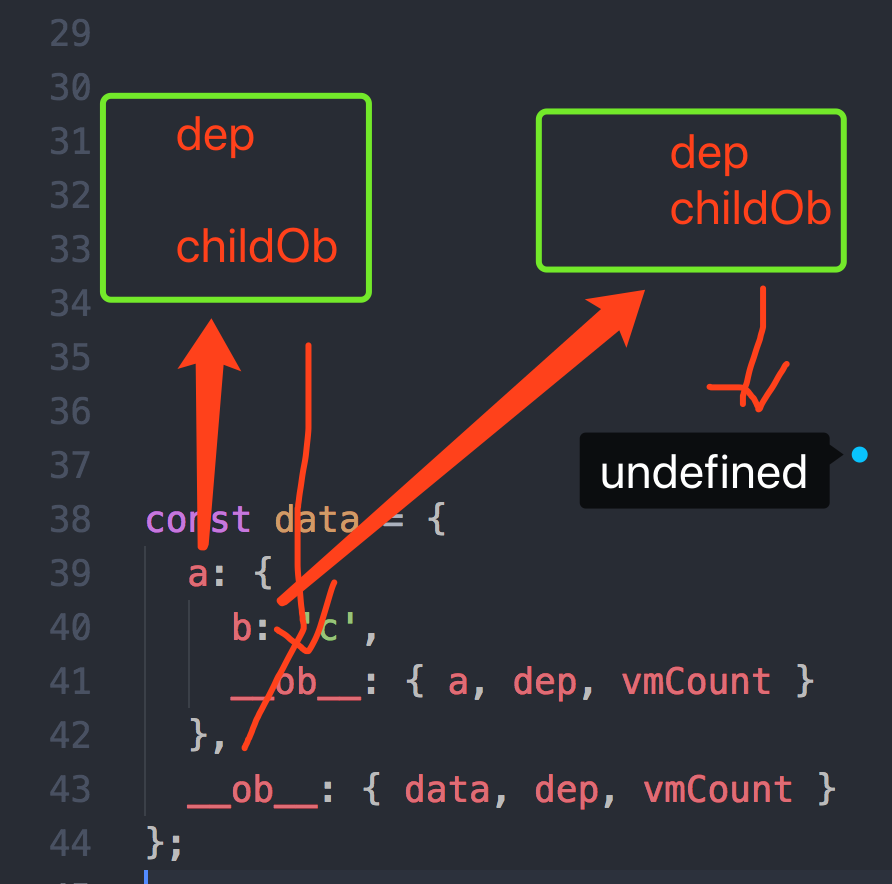 29
30
31 dep dep
32 childOb
33 childOb
34
35
36
37 undefined
38 const data = {
39 a: {
40 b: 'c',
41 __ob__: { a, dep, vmCount }
42 },
43 __ob__: { data, dep, vmCount }
44 };